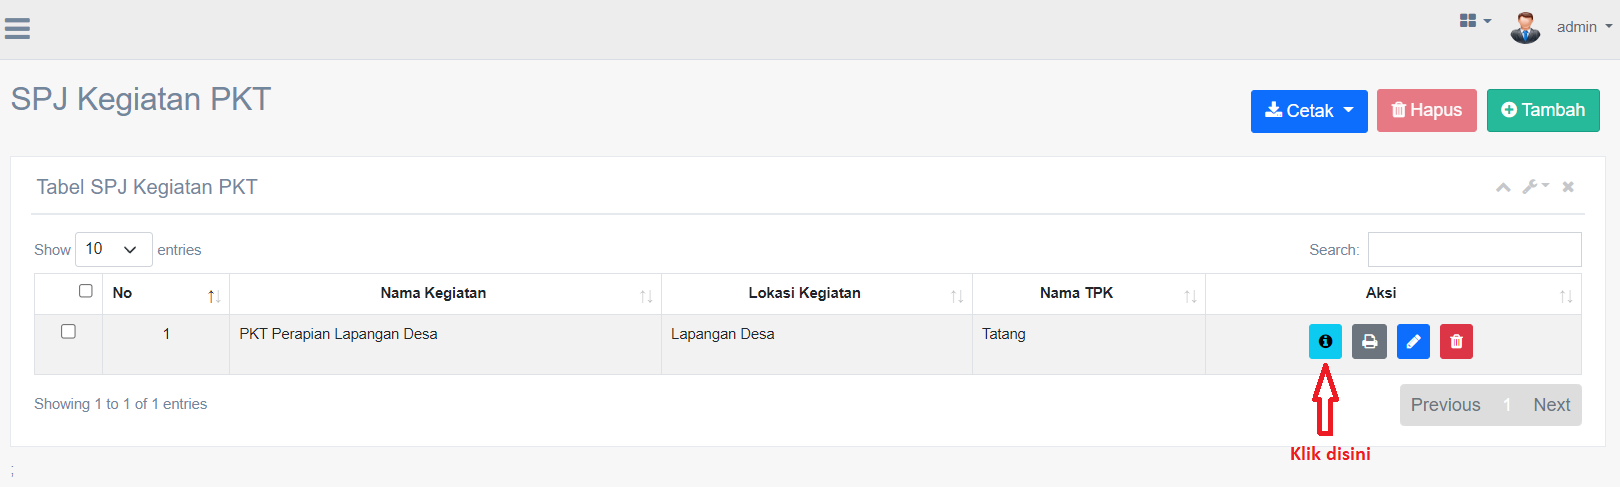 admin
SPJ Kegiatan PKT
Cetak Hapus Tambah
Tabel SPJ Kegiatan PKT
Show 10 entries Search:
No Nama Kegiatan Lokasi Kegiatan Nama TPK Aksi
1 PKT Perapian Lapangan Desa Lapangan Desa Tatang
Showing 1 to 1 of 1 entries Previous 1 Next
Klik disini
;